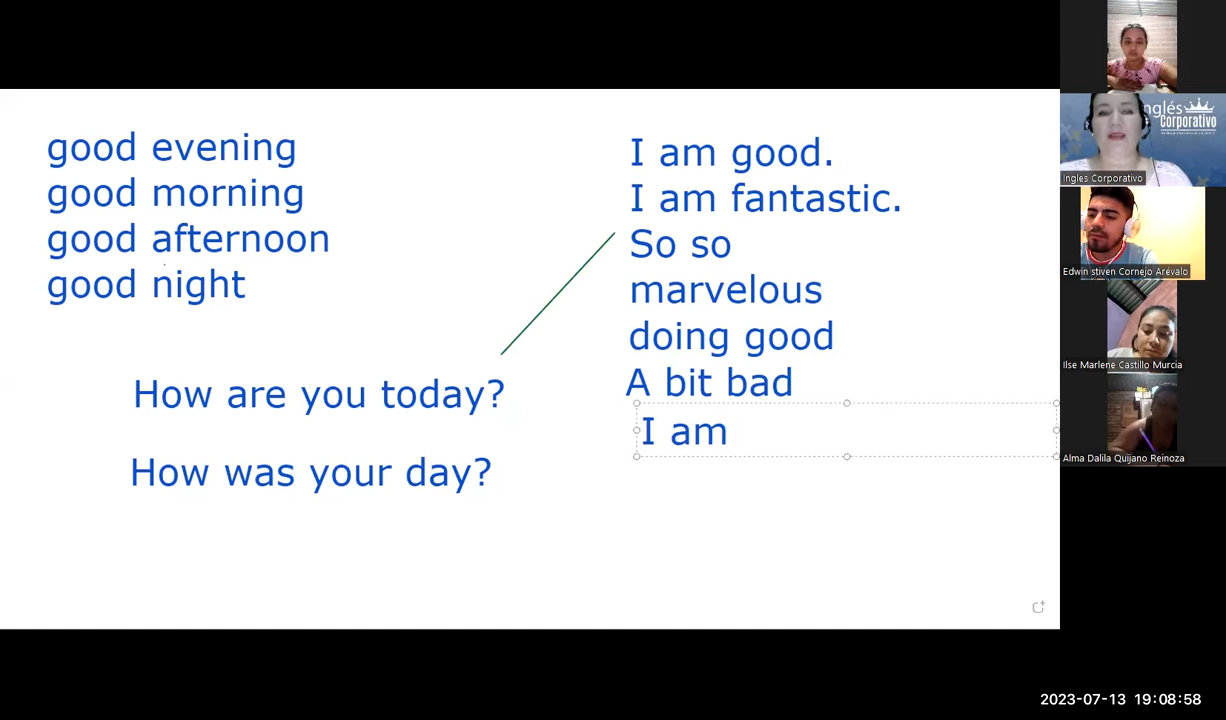 good evening
good morning
good afternoon
good night
How are you today?
How was your day?
I am good.
I am fantastic.
So so
marvelous
doing good
A bit bad
I am
nglés
Corporativo
Ingles Corporativo
Edwin stiven Cornejo Arévalo
Ilse Marlene Castillo Murcia
Alma Dalila Quijano Reinoza
2023-07-13 19:08:58